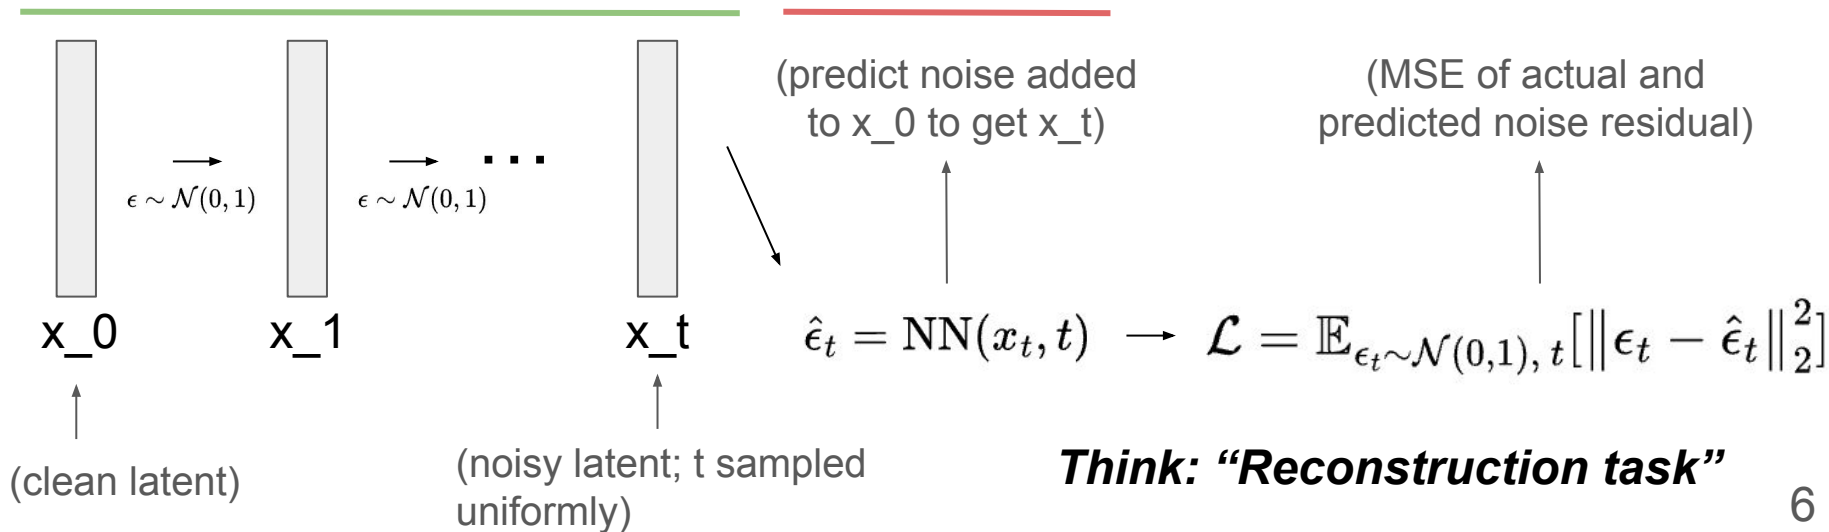 (predict noise added
to x_0 to get x_t)
(MSE of actual and
predicted noise residual)
ϵ ∼ 𝒩(0, 1)
ϵ ∼ 𝒩(0, 1)
...
x_0
x_1
x_t
ϵ̂_t = NN(x_t, t)
ℒ = 𝔼_{ϵ_t∼𝒩(0,1), t}[‖ϵ_t − ϵ̂_t‖_2^2]
(clean latent)
(noisy latent; t sampled
uniformly)
Think: “Reconstruction task”
6